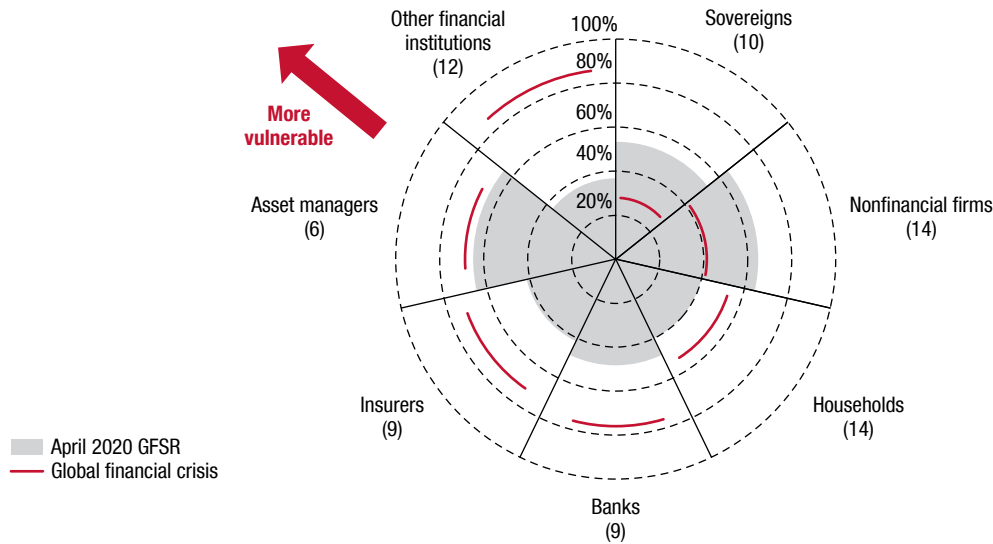 Other financial
institutions
(12)
100%
80%
60%
40%
20%
Sovereigns
(10)
More
vulnerable
Asset managers
(6)
Nonfinancial firms
(14)
Insurers
(9)
Households
(14)
Banks
(9)
April 2020 GFSR
Global financial crisis